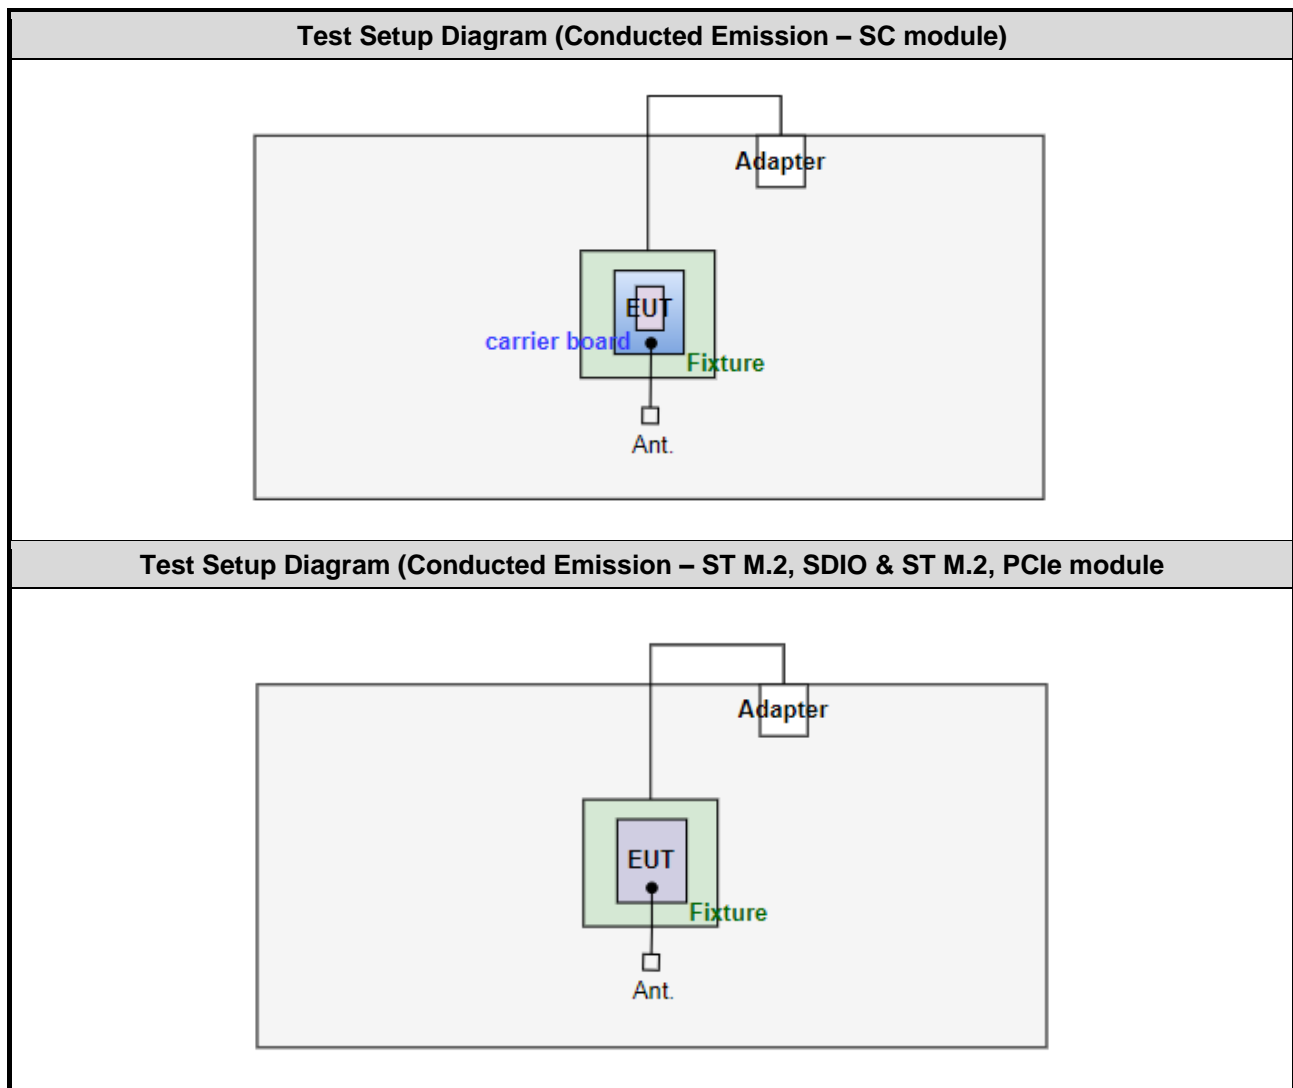 Test Setup Diagram (Conducted Emission – SC module)
Adapter
EUT
carrier board
Fixture
Ant.
Test Setup Diagram (Conducted Emission – ST M.2, SDIO & ST M.2, PCIe module
Adapter
EUT
Fixture
Ant.